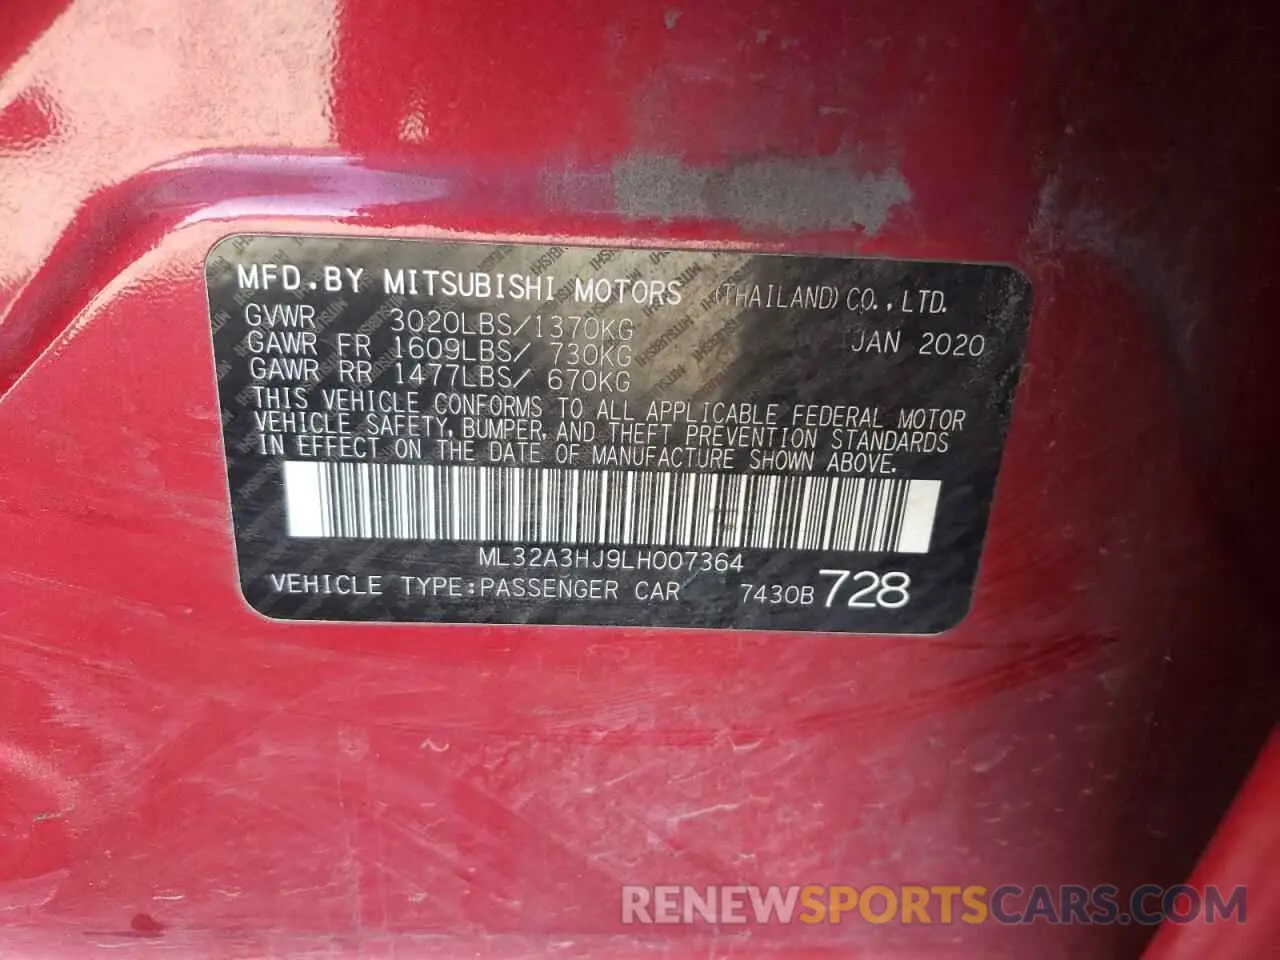 MFD.BY MITSUBISHI MOTORS (THAILAND)CO.,LTD.
GVWR 3020LBS/1370KG JAN 2020
GAWR FR 1609LBS/ 730KG
GAWR RR 1477LBS/ 670KG
THIS VEHICLE CONFORMS TO ALL APPLICABLE FEDERAL MOTOR
VEHICLE SAFETY, BUMPER, AND THEFT PREVENTION STANDARDS
IN EFFECT ON THE DATE OF MANUFACTURE SHOWN ABOVE.
ML32A3HJ9LH007364
VEHICLE TYPE:PASSENGER CAR 7430B 728
RENEWSPORTSCARS.COM